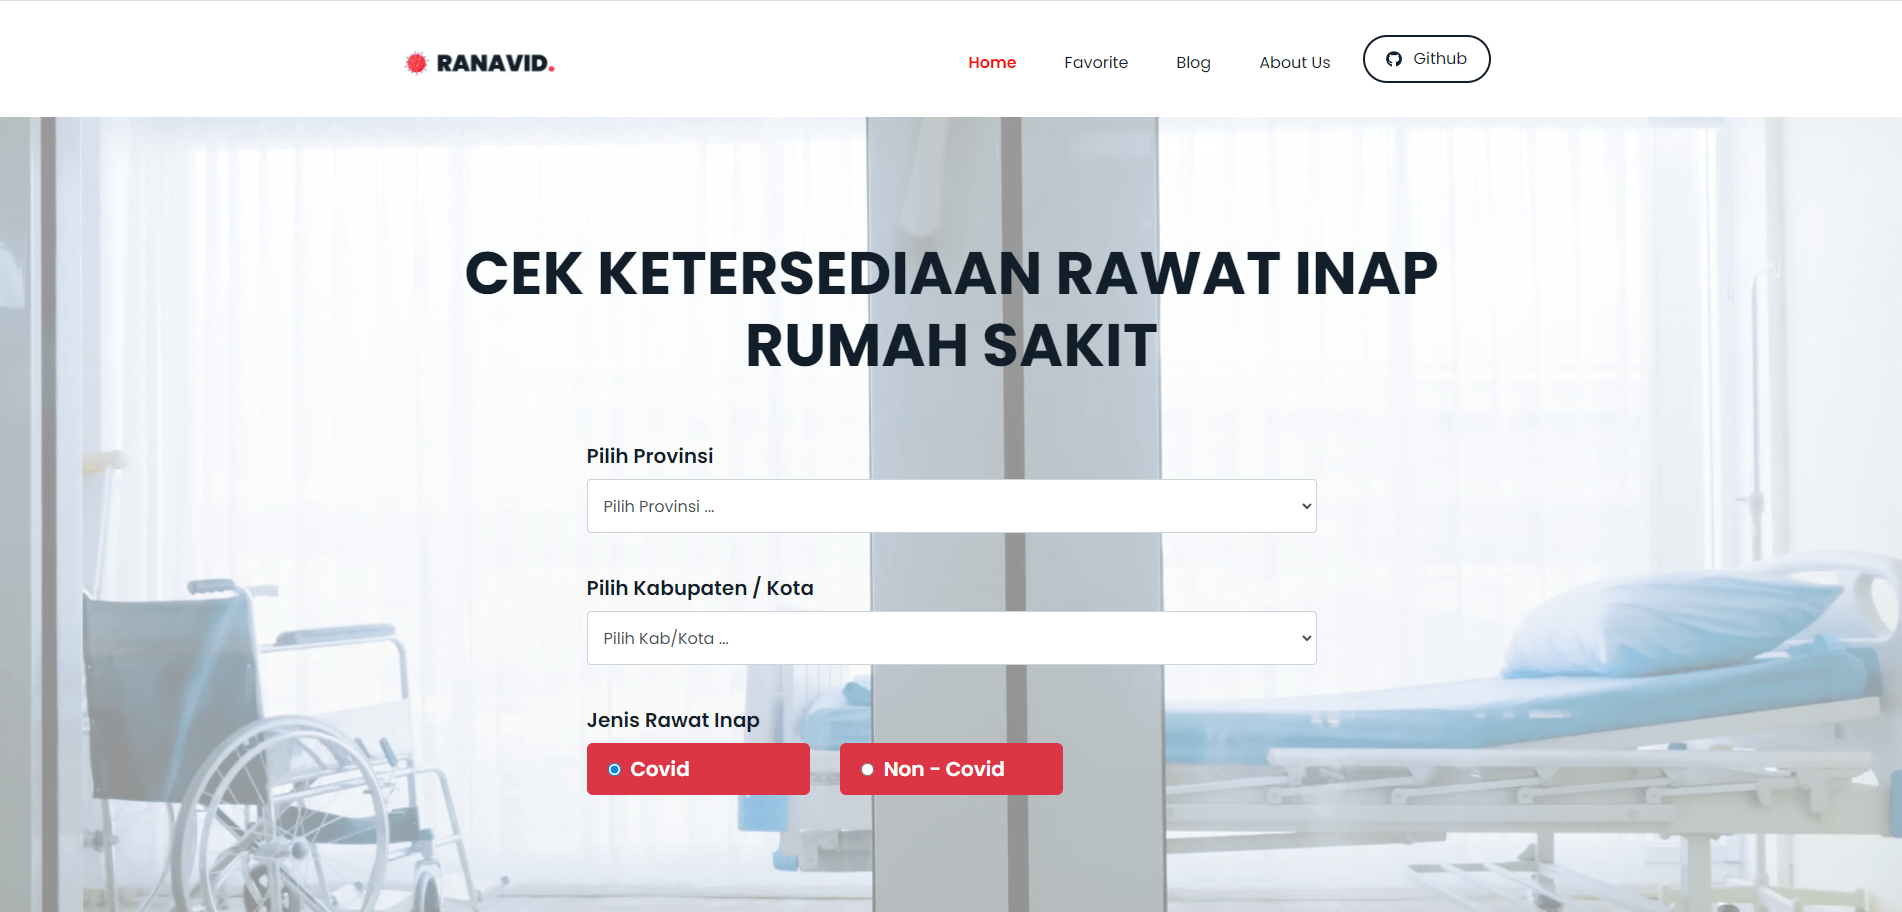 RANAVID.
Home
Favorite
Blog
About Us
Github
CEK KETERSEDIAAN RAWAT INAP
RUMAH SAKIT
Pilih Provinsi
Pilih Provinsi ...
Pilih Kabupaten / Kota
Pilih Kab/Kota ...
Jenis Rawat Inap
Covid
Non - Covid